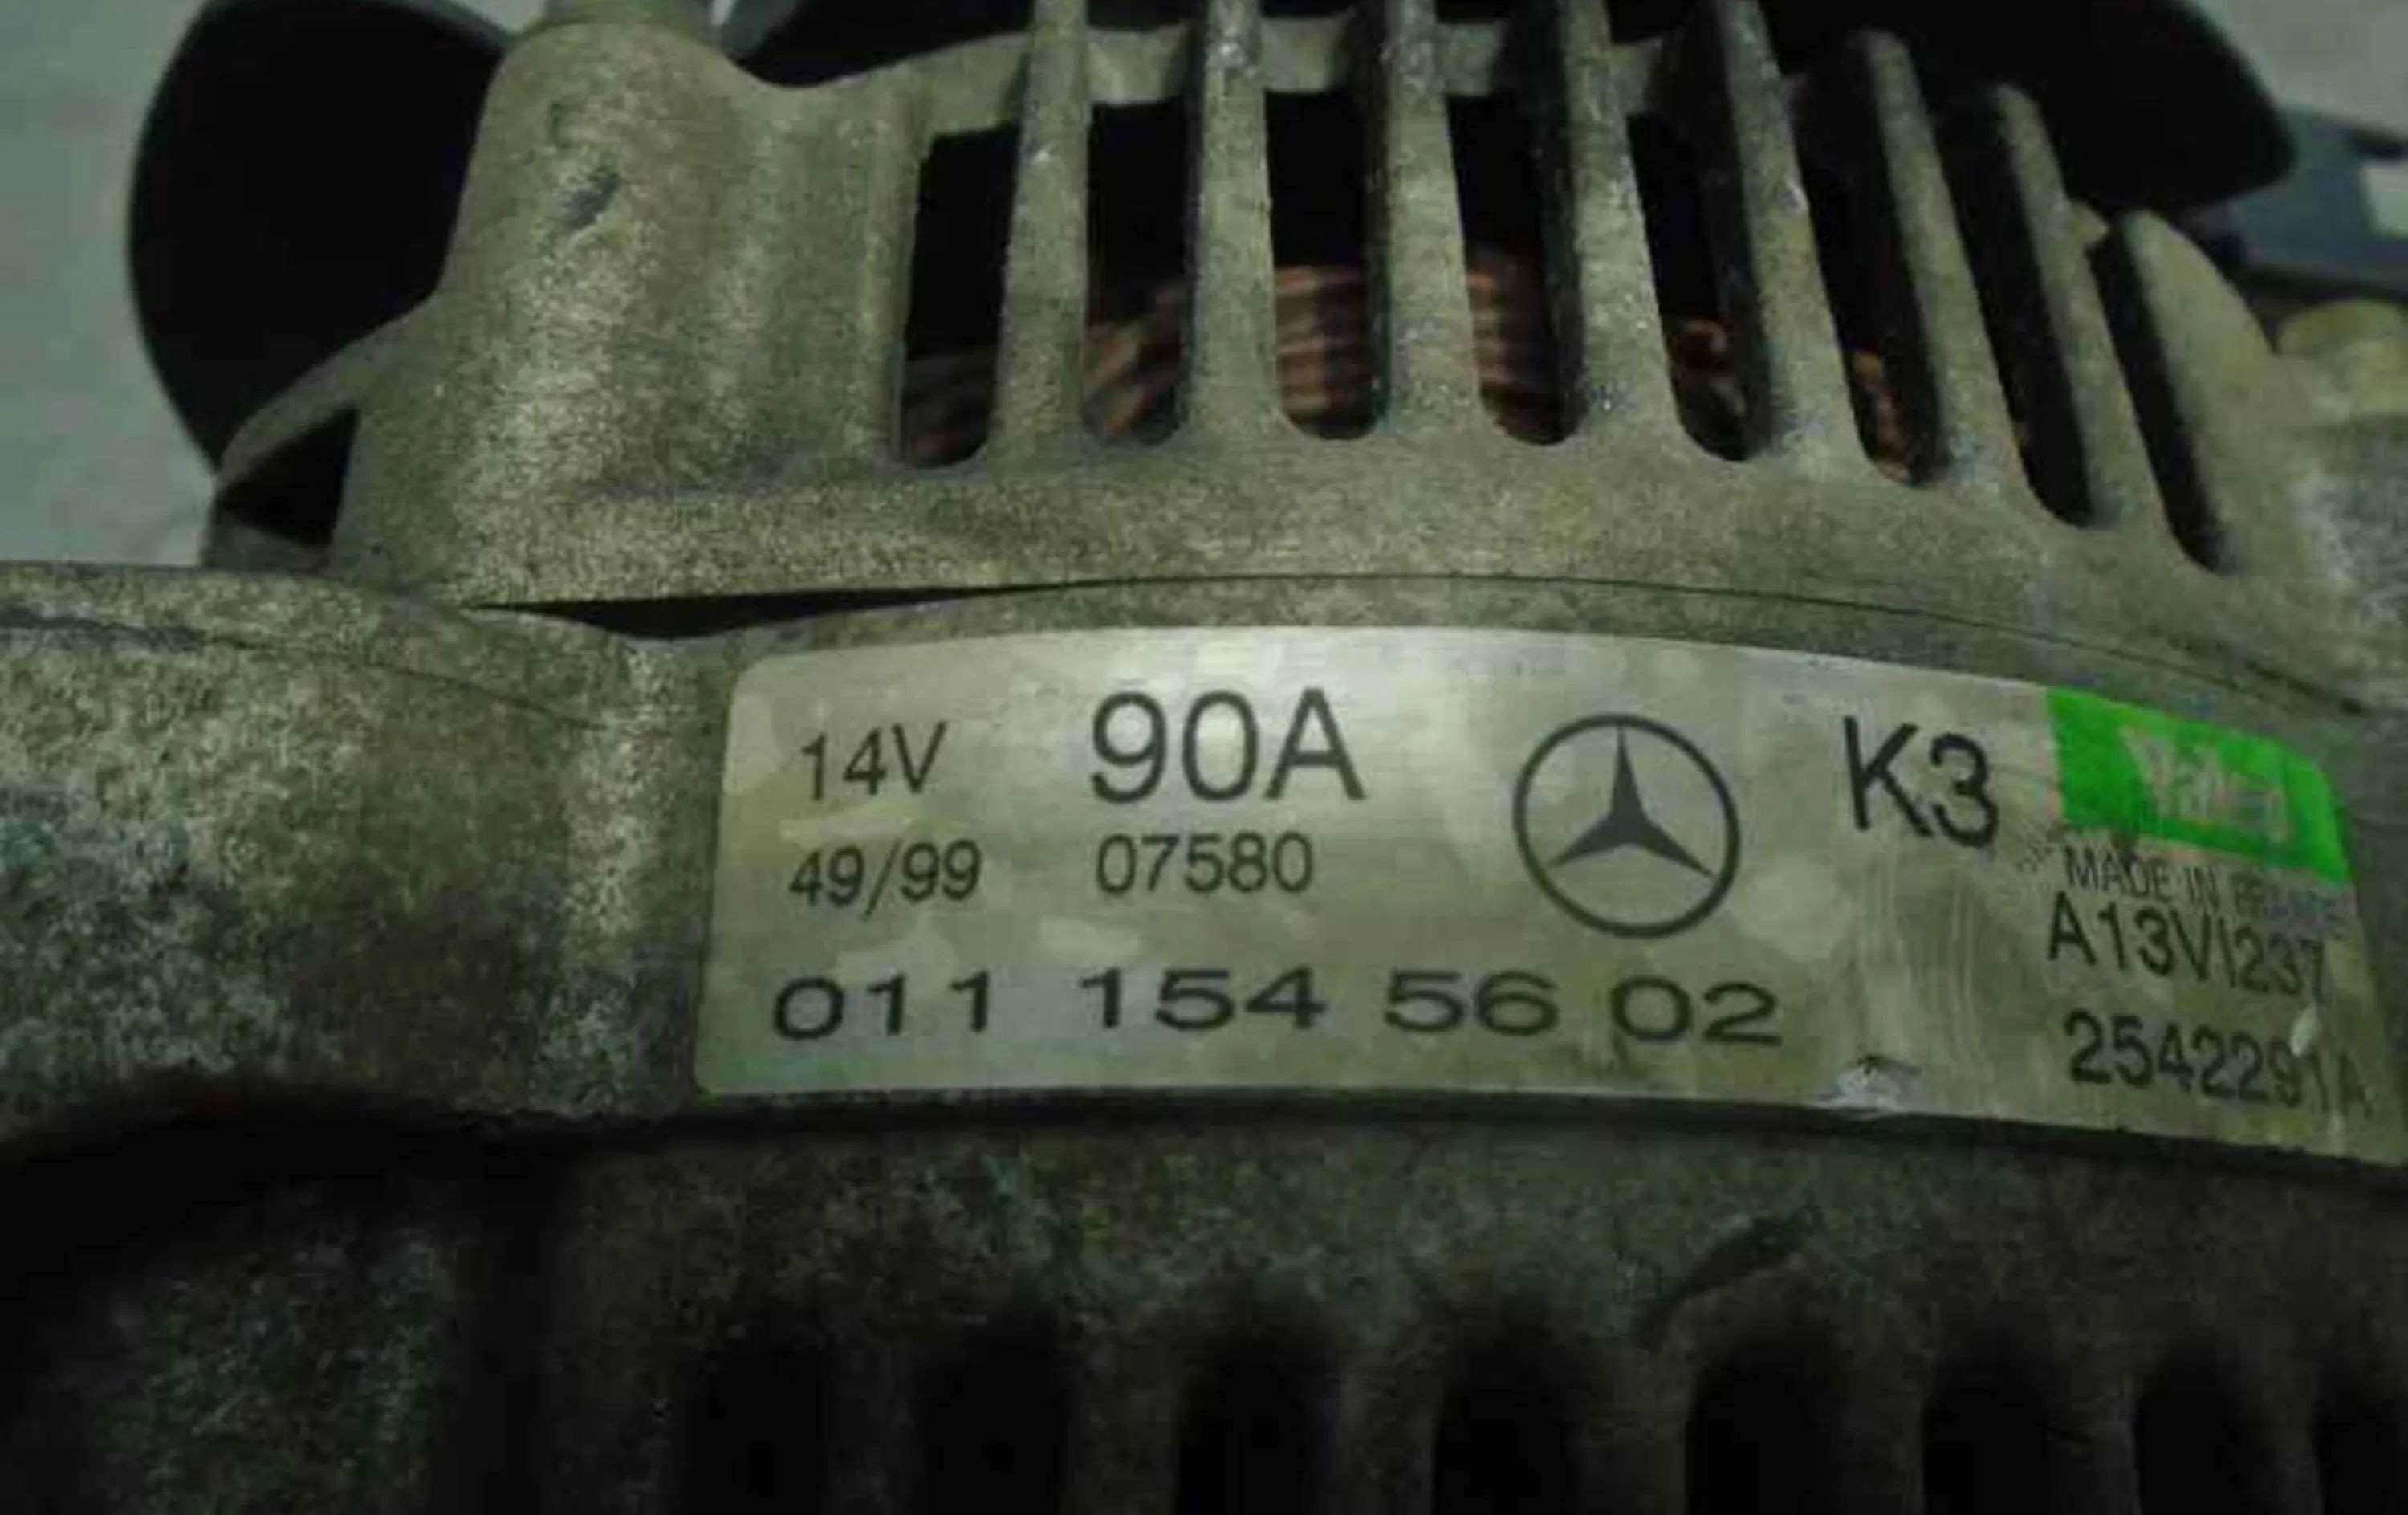 14V 90A K3 Valeo
49/99 07580 MADE IN FRANCE
A13VI237
011 154 56 02 2542291A